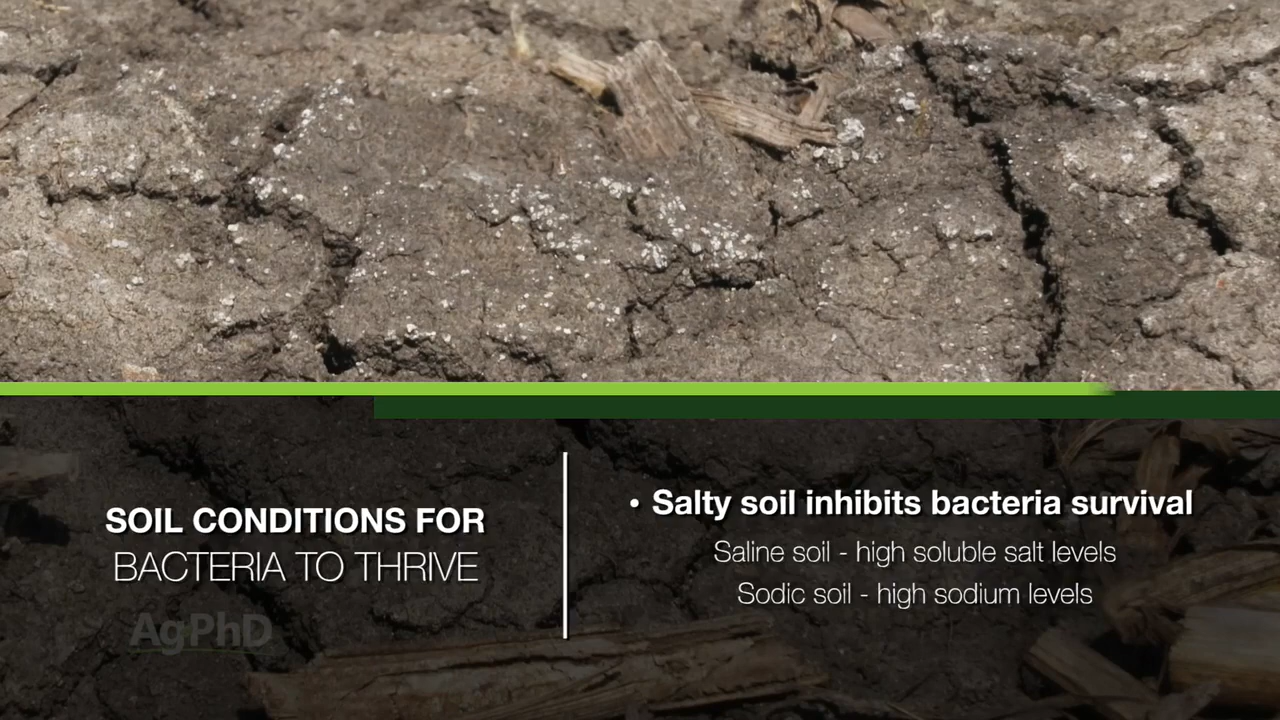 SOIL CONDITIONS FOR
BACTERIA TO THRIVE
AgPhD
• Salty soil inhibits bacteria survival
Saline soil - high soluble salt levels
Sodic soil - high sodium levels